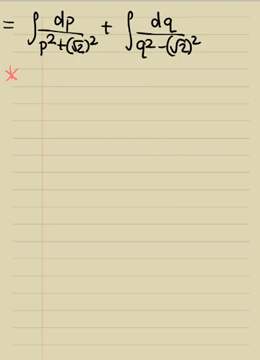 = ∫ dp/(p²+(√2)²) + ∫ dq/(q²-(√2)²)
*